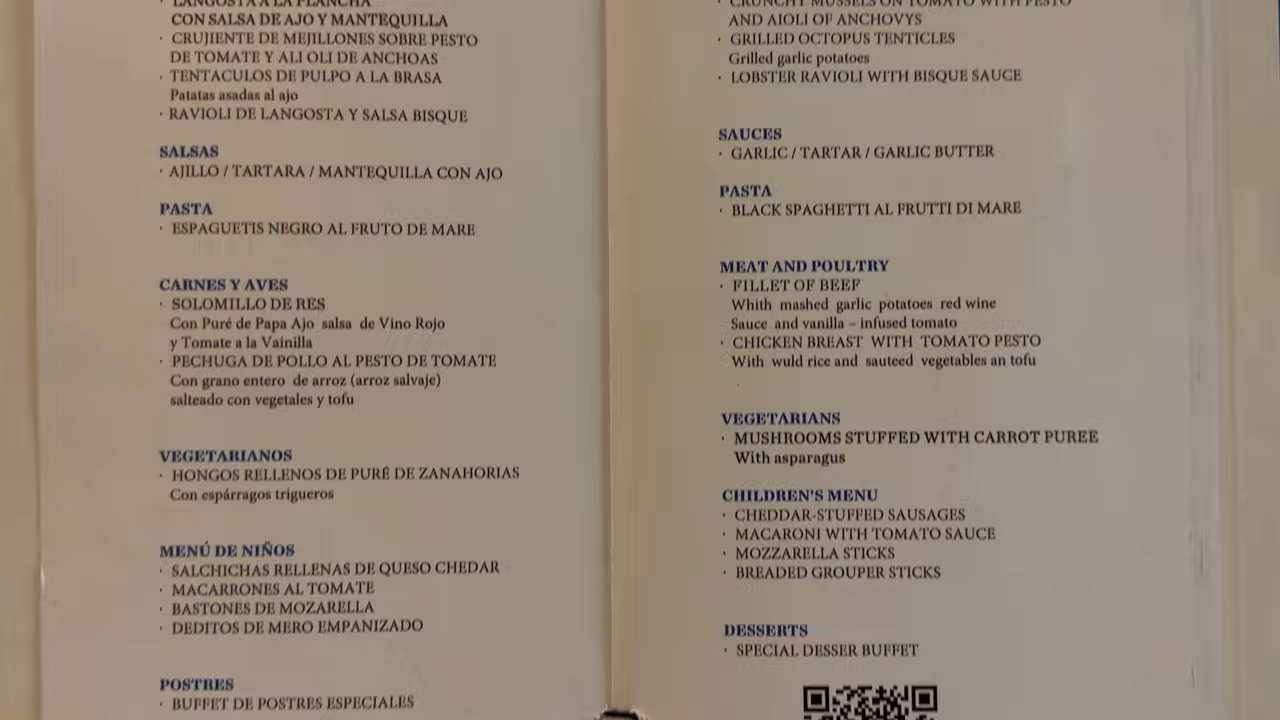 LANGOSTA A LA PLANCHA
CON SALSA DE AJO Y MANTEQUILLA
· CRUJIENTE DE MEJILLONES SOBRE PESTO
DE TOMATE Y ALI OLI DE ANCHOAS
· TENTACULOS DE PULPO A LA BRASA
Patatas asadas al ajo
· RAVIOLI DE LANGOSTA Y SALSA BISQUE
SALSAS
· AJILLO / TARTARA / MANTEQUILLA CON AJO
PASTA
· ESPAGUETIS NEGRO AL FRUTO DE MARE
CARNES Y AVES
· SOLOMILLO DE RES
Con Puré de Papa Ajo salsa de Vino Rojo
y Tomate a la Vainilla
· PECHUGA DE POLLO AL PESTO DE TOMATE
Con grano entero de arroz (arroz salvaje)
salteado con vegetales y tofu
VEGETARIANOS
· HONGOS RELLENOS DE PURÉ DE ZANAHORIAS
Con espárragos trigueros
MENÚ DE NIÑOS
· SALCHICHAS RELLENAS DE QUESO CHEDAR
· MACARRONES AL TOMATE
· BASTONES DE MOZARELLA
· DEDITOS DE MERO EMPANIZADO
POSTRES
· BUFFET DE POSTRES ESPECIALES
· CRUNCHY MUSSELS ON TOMATO WITH PESTO
AND AIOLI OF ANCHOVYS
· GRILLED OCTOPUS TENTICLES
Grilled garlic potatoes
· LOBSTER RAVIOLI WITH BISQUE SAUCE
SAUCES
· GARLIC / TARTAR / GARLIC BUTTER
PASTA
· BLACK SPAGHETTI AL FRUTTI DI MARE
MEAT AND POULTRY
· FILLET OF BEEF
Whith mashed garlic potatoes red wine
Sauce and vanilla – infused tomato
· CHICKEN BREAST WITH TOMATO PESTO
With wuld rice and sauteed vegetables an tofu
VEGETARIANS
· MUSHROOMS STUFFED WITH CARROT PUREE
With asparagus
CHILDREN'S MENU
· CHEDDAR-STUFFED SAUSAGES
· MACARONI WITH TOMATO SAUCE
· MOZZARELLA STICKS
· BREADED GROUPER STICKS
DESSERTS
· SPECIAL DESSER BUFFET